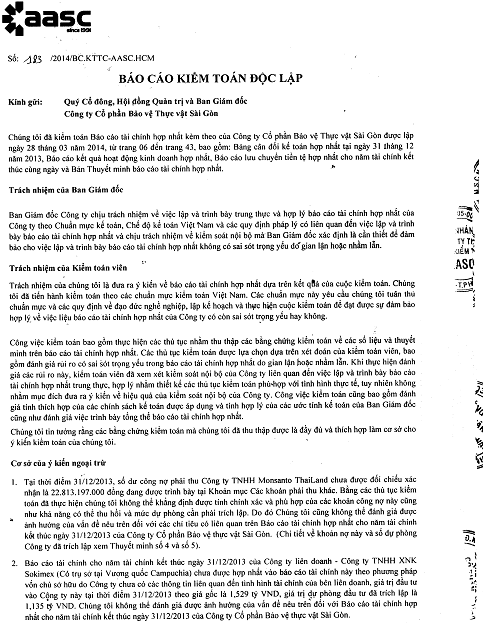 aasc
since 1991
Số: 183 /2014/BC.KTTC-AASC.HCM
BÁO CÁO KIỂM TOÁN ĐỘC LẬP
Kính gửi: Quý Cổ đông, Hội đồng Quản trị và Ban Giám đốc
Công ty Cổ phần Bảo vệ Thực vật Sài Gòn
Chúng tôi đã kiểm toán Báo cáo tài chính hợp nhất kèm theo của Công ty Cổ phần Bảo vệ Thực vật Sài Gòn được lập
ngày 28 tháng 03 năm 2014, từ trang 06 đến trang 43, bao gồm: Bảng cân đối kế toán hợp nhất tại ngày 31 tháng 12
năm 2013, Báo cáo kết quả hoạt động kinh doanh hợp nhất, Báo cáo lưu chuyển tiền tệ hợp nhất cho năm tài chính kết
thúc cùng ngày và Bản Thuyết minh báo cáo tài chính hợp nhất.
Trách nhiệm của Ban Giám đốc
Ban Giám đốc Công ty chịu trách nhiệm về việc lập và trình bày trung thực và hợp lý báo cáo tài chính hợp nhất của
Công ty theo Chuẩn mực kế toán, Chế độ kế toán Việt Nam và các quy định pháp lý có liên quan đến việc lập và trình
bày báo cáo tài chính hợp nhất và chịu trách nhiệm về kiểm soát nội bộ mà Ban Giám đốc xác định là cần thiết để đảm
bảo cho việc lập và trình bày báo cáo tài chính hợp nhất không có sai sót trọng yếu do gian lận hoặc nhầm lẫn.
Trách nhiệm của Kiểm toán viên
Trách nhiệm của chúng tôi là đưa ra ý kiến về báo cáo tài chính hợp nhất dựa trên kết quả của cuộc kiểm toán. Chúng
tôi đã tiến hành kiểm toán theo các chuẩn mực kiểm toán Việt Nam. Các chuẩn mực này yêu cầu chúng tôi tuân thủ
chuẩn mực và các quy định về đạo đức nghề nghiệp, lập kế hoạch và thực hiện cuộc kiểm toán để đạt được sự đảm bảo
hợp lý về việc liệu báo cáo tài chính hợp nhất của Công ty có còn sai sót trọng yếu hay không.
Công việc kiểm toán bao gồm thực hiện các thủ tục nhằm thu thập các bằng chứng kiểm toán về các số liệu và thuyết
minh trên báo cáo tài chính hợp nhất. Các thủ tục kiểm toán được lựa chọn dựa trên xét đoán của kiểm toán viên, bao
gồm đánh giá rủi ro có sai sót trọng yếu trong báo cáo tài chính hợp nhất do gian lận hoặc nhầm lẫn. Khi thực hiện đánh
giá các rủi ro này, kiểm toán viên đã xem xét kiểm soát nội bộ của Công ty liên quan đến việc lập và trình bày báo cáo
tài chính hợp nhất trung thực, hợp lý nhằm thiết kế các thủ tục kiểm toán phù hợp với tình hình thực tế, tuy nhiên không
nhằm mục đích đưa ra ý kiến về hiệu quả của kiểm soát nội bộ của Công ty. Công việc kiểm toán cũng bao gồm đánh
giá tính thích hợp của các chính sách kế toán được áp dụng và tính hợp lý của các ước tính kế toán của Ban Giám đốc
cũng như đánh giá việc trình bày tổng thể báo cáo tài chính hợp nhất.
Chúng tôi tin tưởng rằng các bằng chứng kiểm toán mà chúng tôi đã thu thập được là đầy đủ và thích hợp làm cơ sở cho
ý kiến kiểm toán của chúng tôi.
Cơ sở của ý kiến ngoại trừ
1. Tại thời điểm 31/12/2013, số dư công nợ phải thu Công ty TNHH Monsanto ThaiLand chưa được đối chiếu xác
nhận là 22.813.197.000 đồng đang được trình bày tại Khoản mục Các khoản phải thu khác. Bằng các thủ tục kiểm
toán đã thực hiện chúng tôi không thể khẳng định được tính chính xác và phù hợp của các khoản công nợ này cũng
như khả năng có thể thu hồi và mức dự phòng cần phải trích lập. Do đó Chúng tôi cũng không thể đánh giá được
ảnh hưởng của vấn đề nêu trên đối với các chỉ tiêu có liên quan trên Báo cáo tài chính hợp nhất cho năm tài chính
kết thúc ngày 31/12/2013 của Công ty Cổ phần Bảo vệ thực vật Sài Gòn. (Chi tiết về khoản nợ này và số dự phòng
Công ty đã trích lập xem Thuyết minh số 4 và số 5).
2. Báo cáo tài chính cho năm tài chính kết thúc ngày 31/12/2013 của Công ty liên doanh - Công ty TNHH XNK
Sokimex (Có trụ sở tại Vương quốc Campuchia) chưa được hợp nhất vào báo cáo tài chính này theo phương pháp
vốn chủ sở hữu do Công ty chưa có các thông tin liên quan đến tình hình tài chính của bên liên doanh, giá trị đầu tư
vào Công ty này tại thời điểm 31/12/2013 theo giá gốc là 1,529 tỷ VND, giá trị dự phòng đầu tư đã trích lập là
1,135 tỷ VND. Chúng tôi không thể đánh giá được ảnh hưởng của vấn đề nêu trên đối với Báo cáo tài chính hợp
nhất cho năm tài chính kết thúc ngày 31/12/2013 của Công ty Cổ phần Bảo vệ thực vật Sài Gòn.